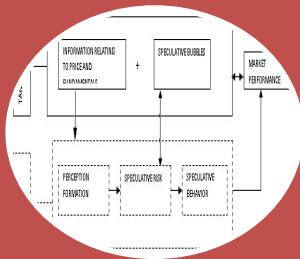 INFORMATION RELATING
TO PRICE AND
+
SPECULATIVE BUBBLES
MARKET
PERFORMANCE
PERCEPTION
FORMATION
SPECULATIVE RISK
SPECULATIVE
BEHAVIOR